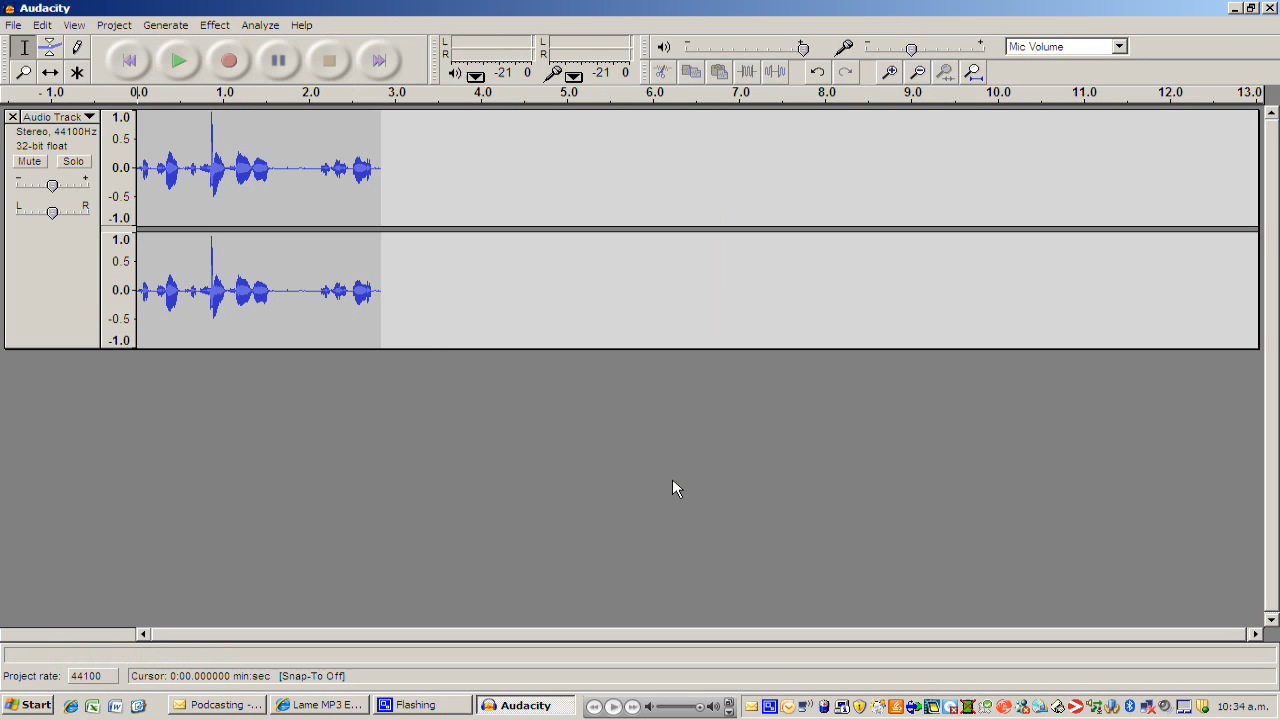 Audacity
File Edit View Project Generate Effect Analyze Help
L R -21 0 L R -21 0 - + - + Mic Volume
-1.0 0.0 1.0 2.0 3.0 4.0 5.0 6.0 7.0 8.0 9.0 10.0 11.0 12.0 13.0
Audio Track
Stereo, 44100Hz
32-bit float
Mute Solo
- +
L R
1.0
0.5
0.0
-0.5
-1.0
1.0
0.5
0.0
-0.5
-1.0
Project rate: 44100 Cursor: 0:00.000000 min:sec [Snap-To Off]
Start Podcasting -... Lame MP3 E... Flashing Audacity 10:34 a.m.